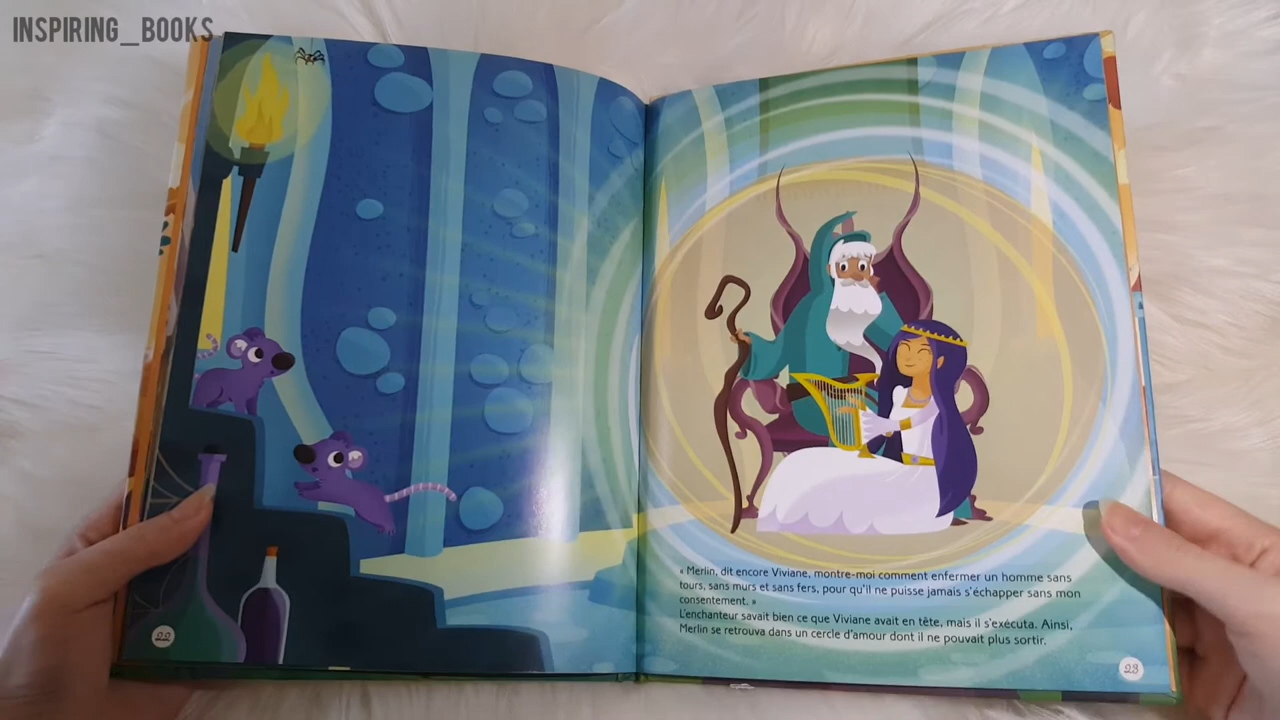 INSPIRING_BOOKS
« Merlin, dit encore Viviane, montre-moi comment enfermer un homme sans
tours, sans murs et sans fers, pour qu'il ne puisse jamais s'échapper sans mon
consentement. »
L'enchanteur savait bien ce que Viviane avait en tête, mais il s'exécuta. Ainsi,
Merlin se retrouva dans un cercle d'amour dont il ne pouvait plus sortir.
22
23